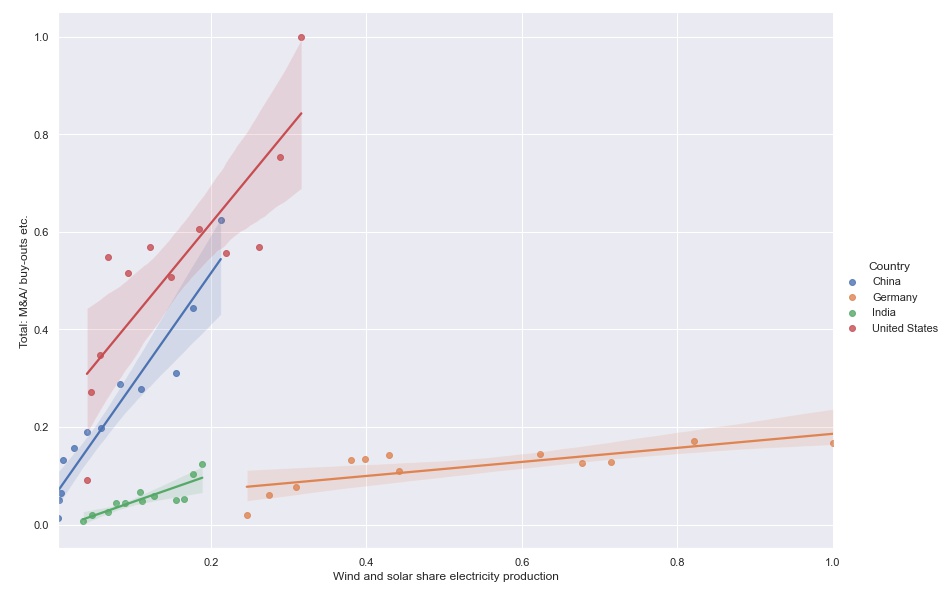 1.0
0.8
0.6
0.4
0.2
0.0
Total: M&A/ buy-outs etc.
0.2
0.4
0.6
0.8
1.0
Wind and solar share electricity production
Country
China
Germany
India
United States